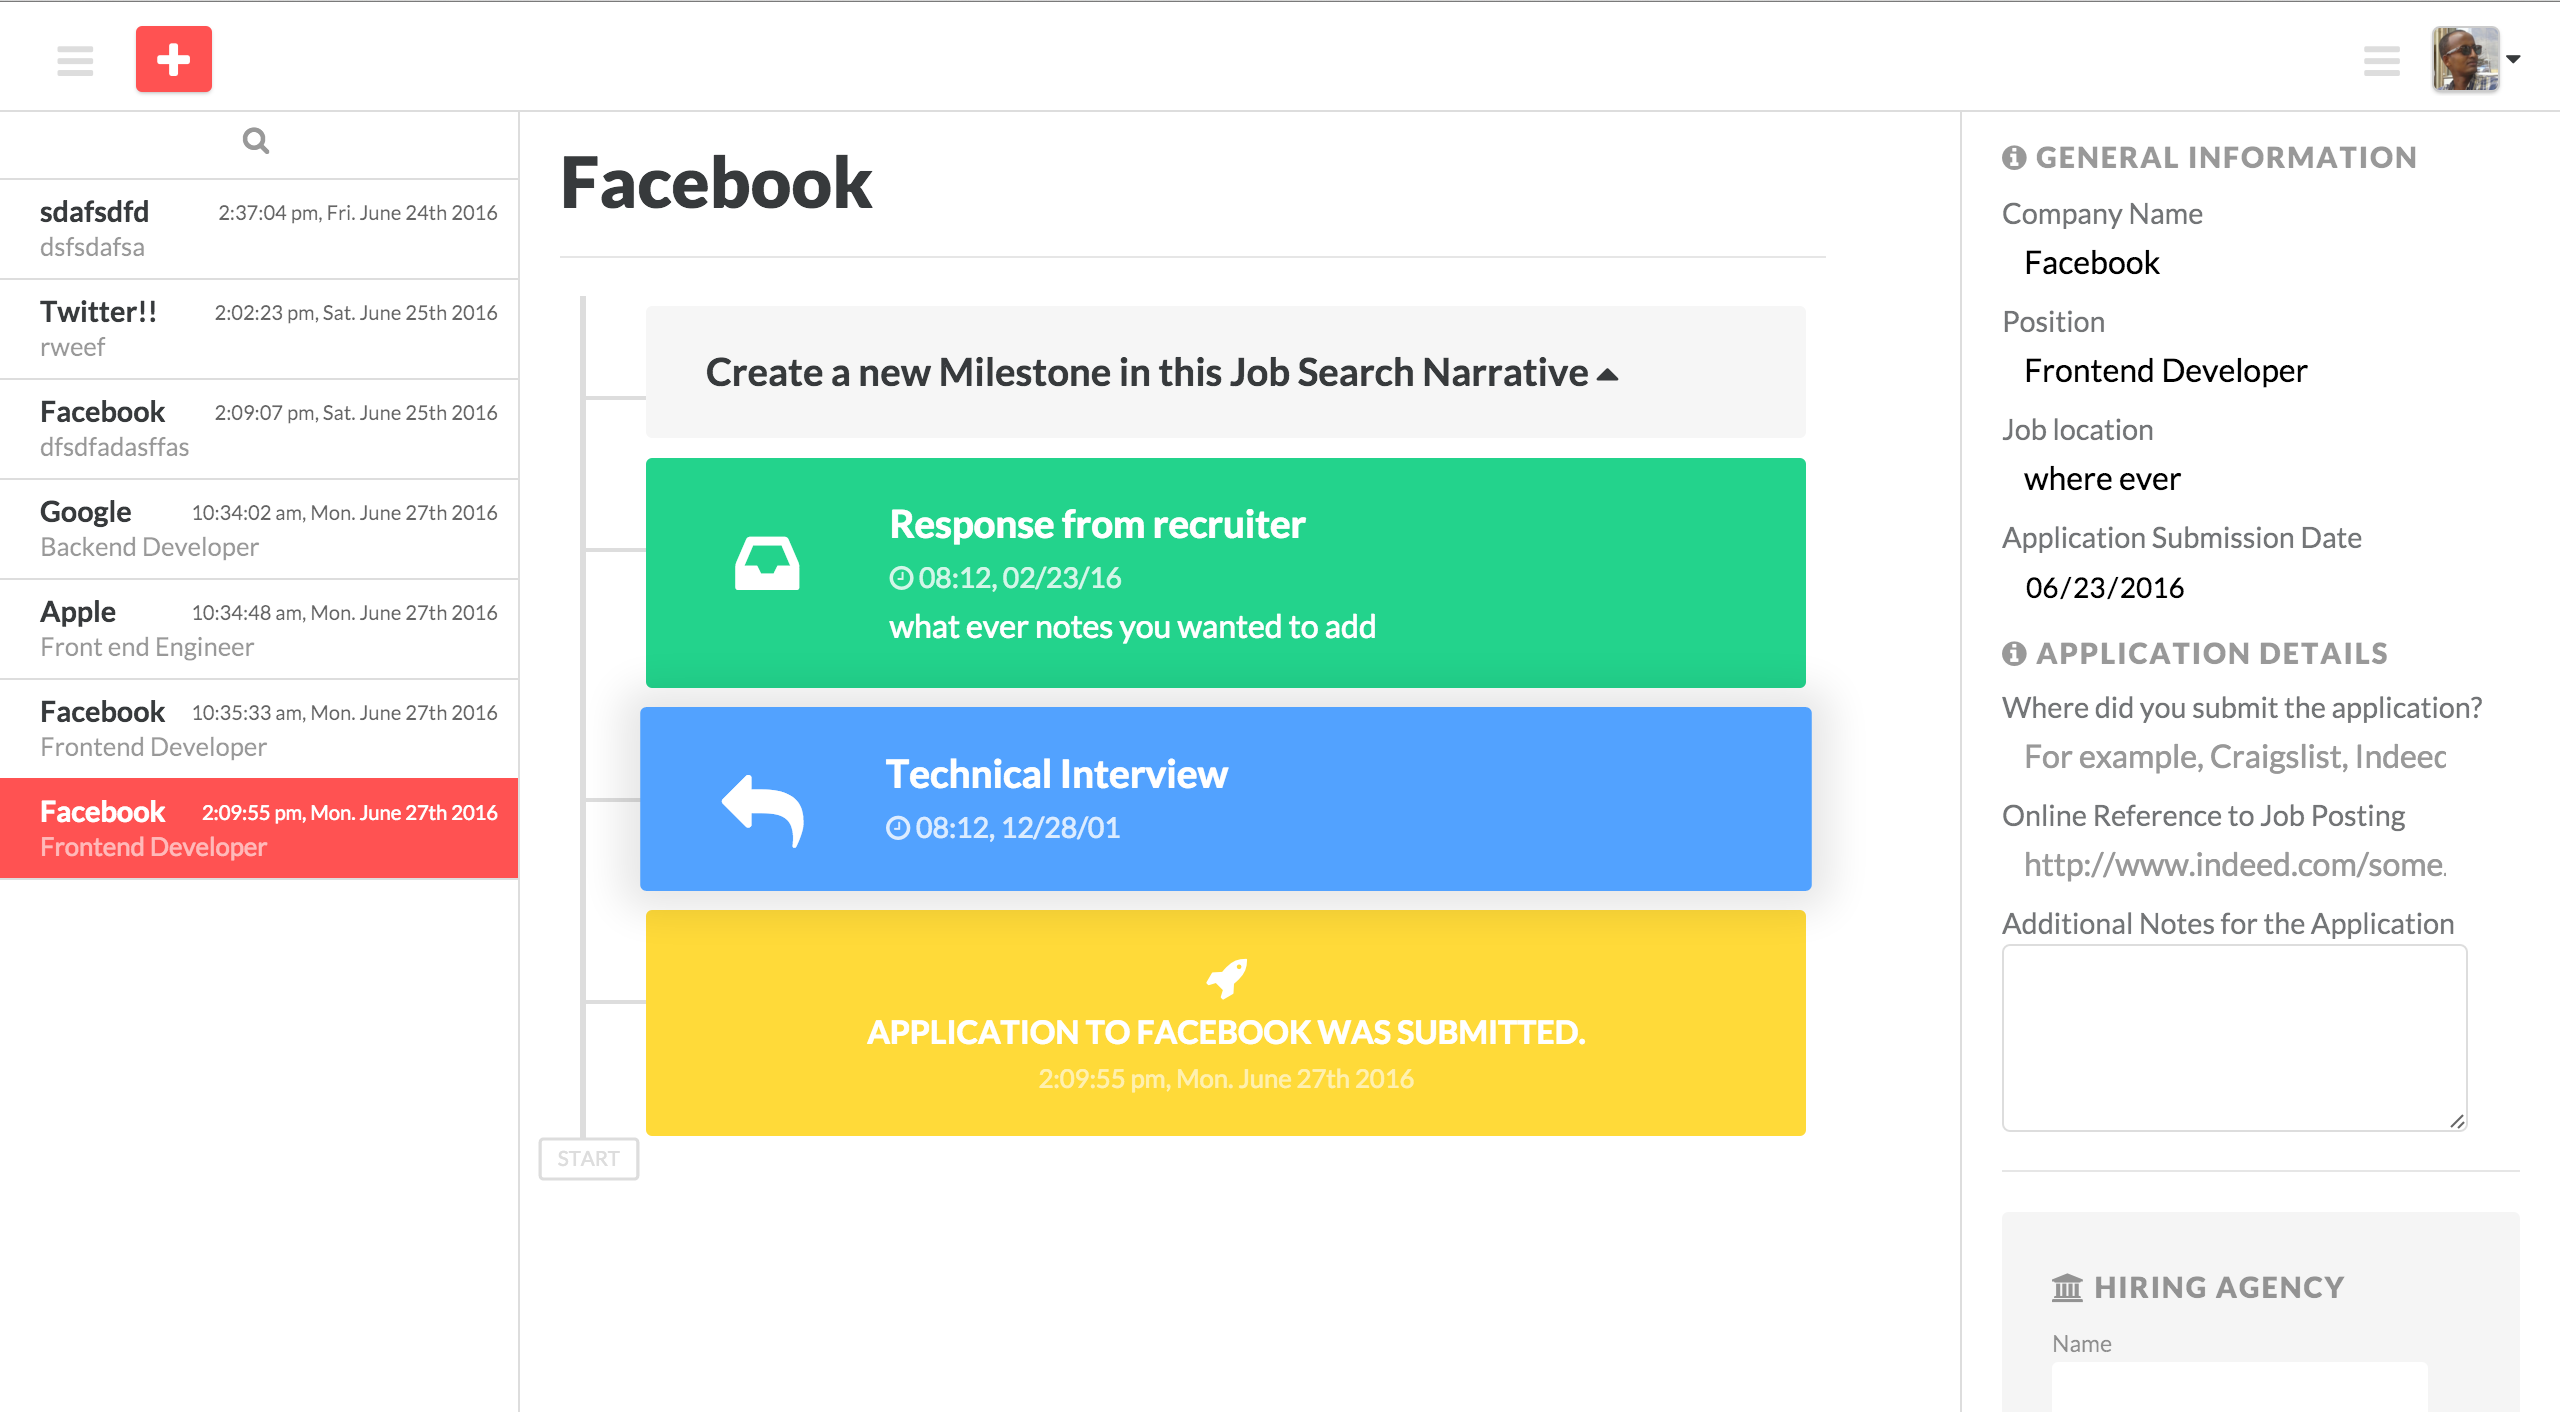 sdafsdfd 2:37:04 pm, Fri. June 24th 2016
dsfsdafsa
Twitter!! 2:02:23 pm, Sat. June 25th 2016
rweef
Facebook 2:09:07 pm, Sat. June 25th 2016
dfsdfadasffas
Google 10:34:02 am, Mon. June 27th 2016
Backend Developer
Apple 10:34:48 am, Mon. June 27th 2016
Front end Engineer
Facebook 10:35:33 am, Mon. June 27th 2016
Frontend Developer
Facebook 2:09:55 pm, Mon. June 27th 2016
Frontend Developer
Facebook
Create a new Milestone in this Job Search Narrative
Response from recruiter
08:12, 02/23/16
what ever notes you wanted to add
Technical Interview
08:12, 12/28/01
APPLICATION TO FACEBOOK WAS SUBMITTED.
2:09:55 pm, Mon. June 27th 2016
START
GENERAL INFORMATION
Company Name
Facebook
Position
Frontend Developer
Job location
where ever
Application Submission Date
06/23/2016
APPLICATION DETAILS
Where did you submit the application?
For example, Craigslist, Indeec
Online Reference to Job Posting
http://www.indeed.com/some.
Additional Notes for the Application
HIRING AGENCY
Name